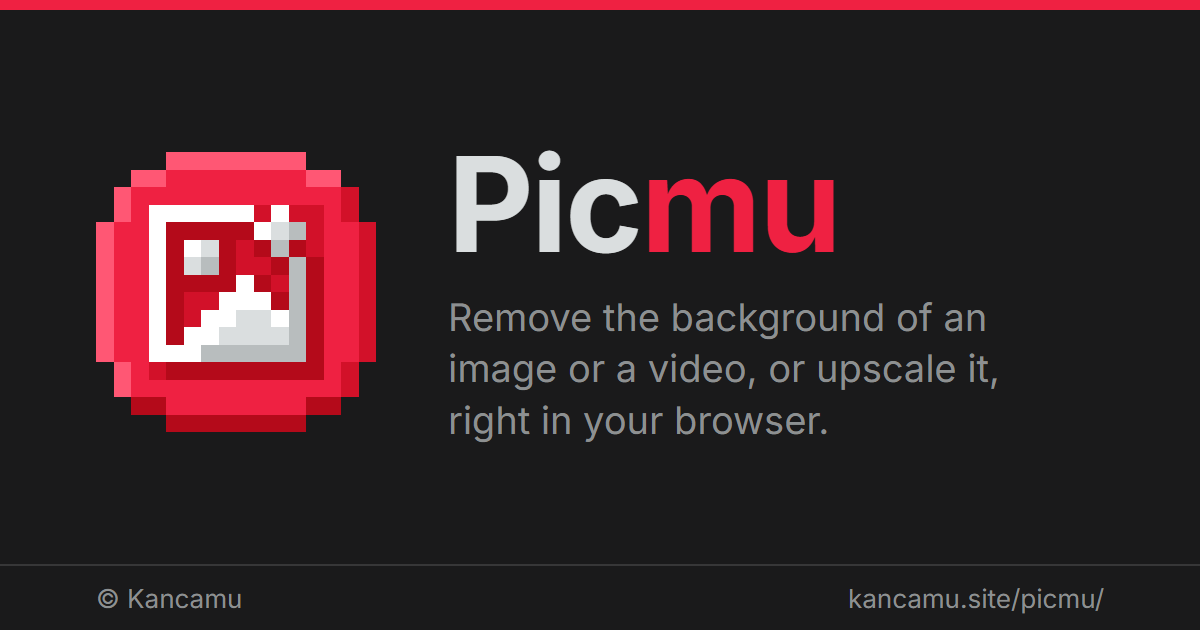 Picmu
Remove the background of an
image or a video, or upscale it,
right in your browser.
© Kancamu
kancamu.site/picmu/